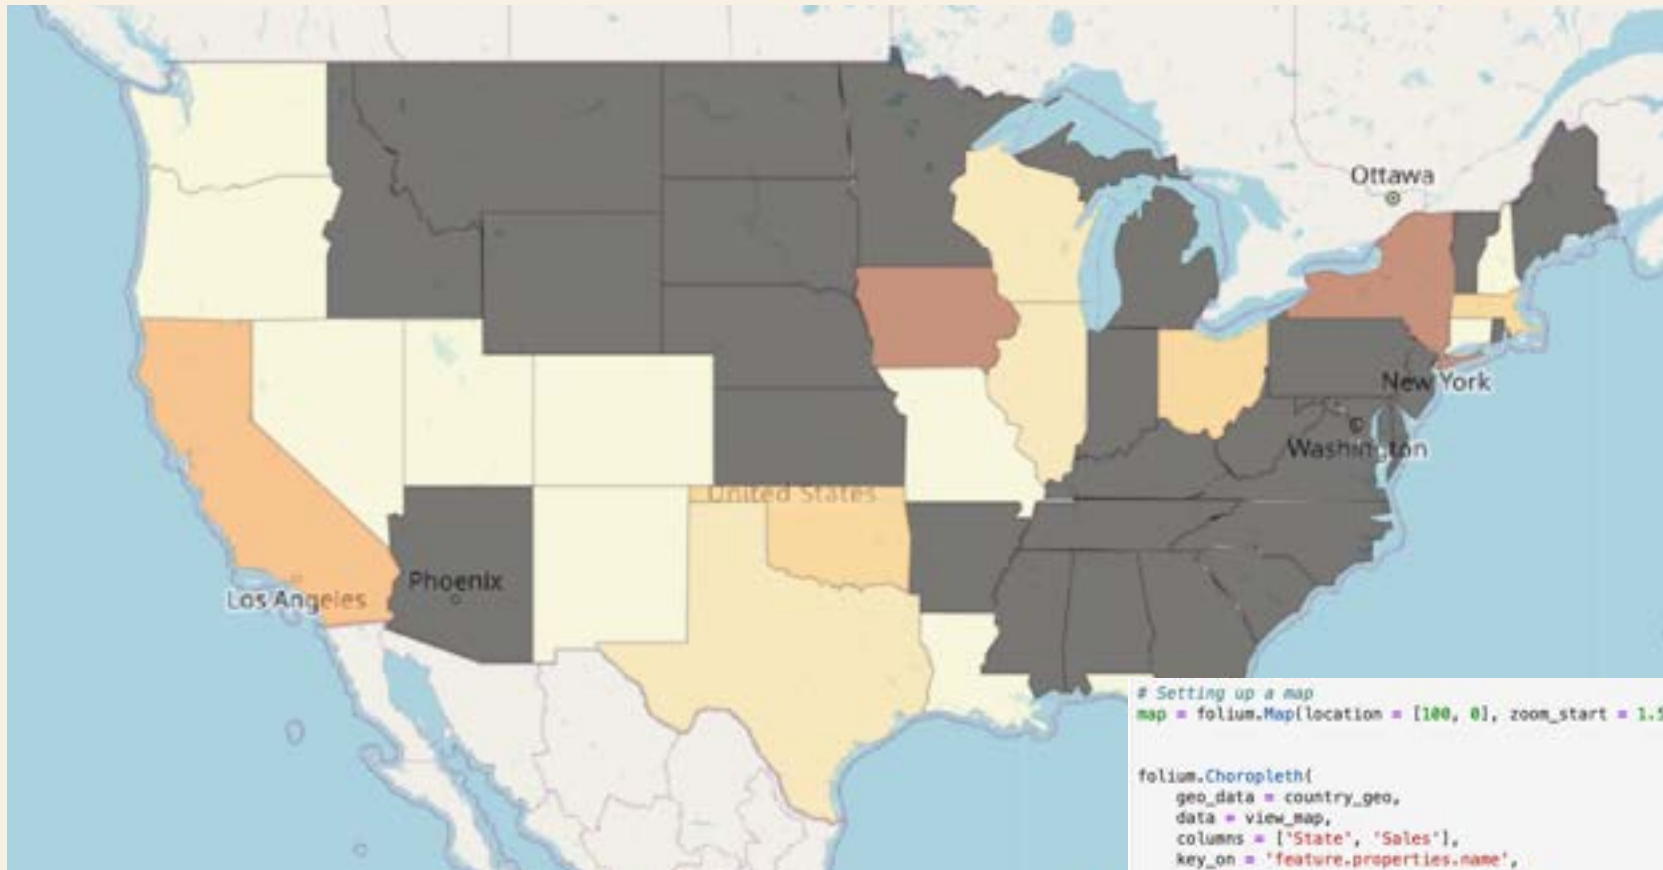 Ottawa
New York
Washington
United States
Phoenix
Los Angeles
# Setting up a map
map = folium.Map(location = [100, 0], zoom_start = 1.5
folium.Choropleth(
geo_data = country_geo,
data = view_map,
columns = ['State', 'Sales'],
key_on = 'feature.properties.name',